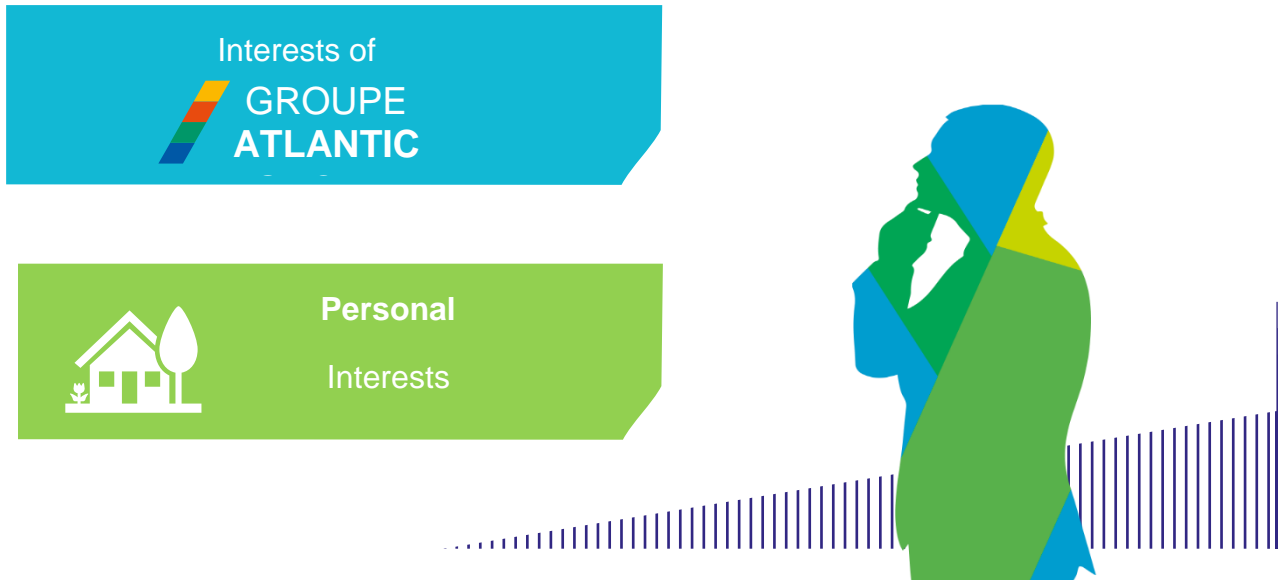 Interests of
GROUPE
ATLANTIC
Personal
Interests